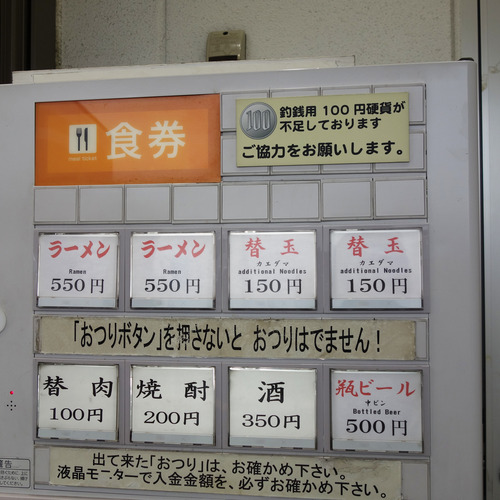 食券
FOOD TICKET
100
釣銭用 100 円硬貨が
不足しております
ご協力をお願いします。
ラーメン
Ramen
550円
ラーメン
Ramen
550円
替玉
カエダマ
additional Noodles
150円
替玉
カエダマ
additional Noodles
150円
「おつりボタン」を押さないと おつりはでません!
替肉
100円
焼酎
200円
酒
350円
瓶ビール
中ビン
Bottled Beer
500円
出て来た「おつり」は、お確かめ下さい。
液晶モニターで入金金額を、必ずお確かめ下さい。
警告